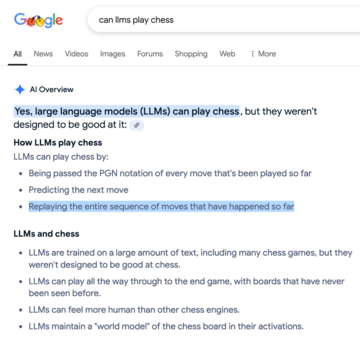 Google
can llms play chess
All News Videos Images Forums Shopping Web More
AI Overview
Yes, large language models (LLMs) can play chess, but they weren't
designed to be good at it:
How LLMs play chess
LLMs can play chess by:
Being passed the PGN notation of every move that's been played so far
Predicting the next move
Replaying the entire sequence of moves that have happened so far
LLMs and chess
LLMs are trained on a large amount of text, including many chess games, but they
weren't designed to be good at chess.
LLMs can play all the way through to the end game, with boards that have never
been seen before.
LLMs can feel more human than other chess engines.
LLMs maintain a "world model" of the chess board in their activations.